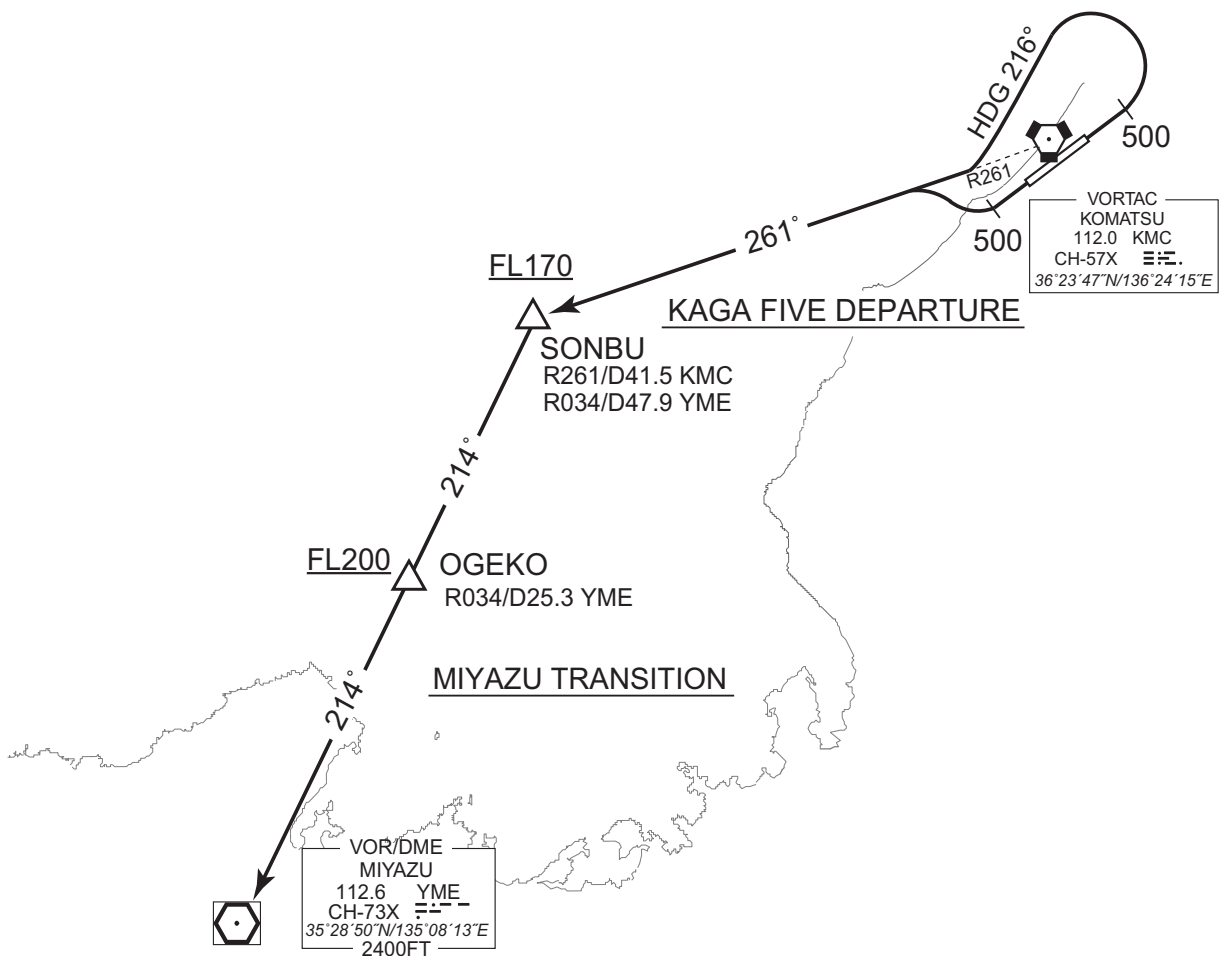 HDG 216°
500
R261
VORTAC
KOMATSU
112.0 KMC
CH-57X
36°23′47″N/136°24′15″E
500
261°
FL170
KAGA FIVE DEPARTURE
SONBU
R261/D41.5 KMC
R034/D47.9 YME
214°
FL200
OGEKO
R034/D25.3 YME
MIYAZU TRANSITION
214°
VOR/DME
MIYAZU
112.6 YME
CH-73X
35°28′50″N/135°08′13″E
2400FT